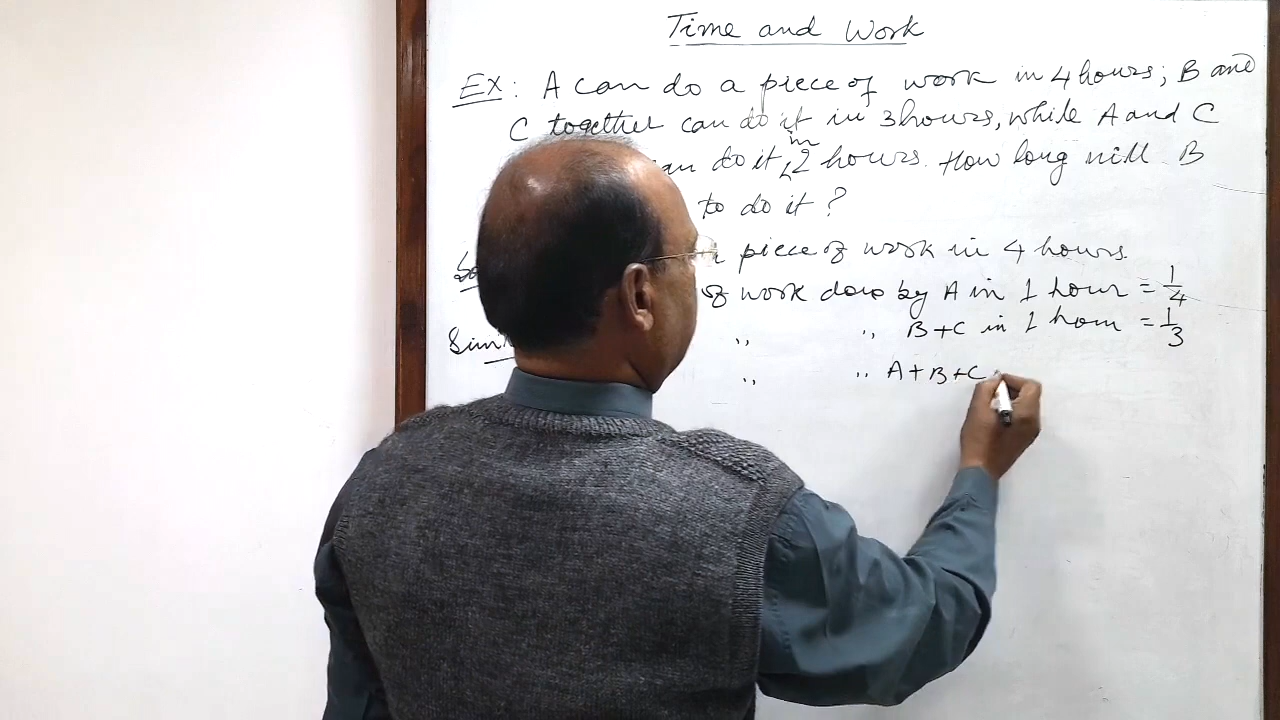 Time and Work
EX: A can do a piece of work in 4 hours; B and
C together can do it in 3 hours, while A and C
can do it in 2 hours. How long will B
to do it?
piece of work in 4 hours.
of work done by A in 1 hour = 1/4
,, ,, B+C in 1 hour = 1/3
,, ,, A+B+C